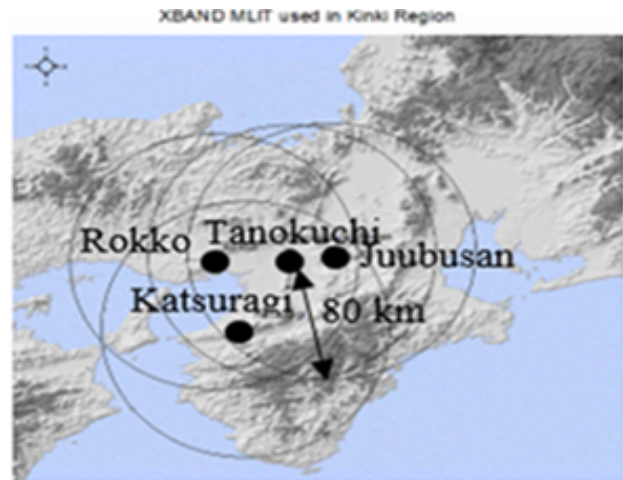 XBAND MLIT used in Kinki Region
Rokko Tanokuchi Juubusan
Katsuragi 80 km